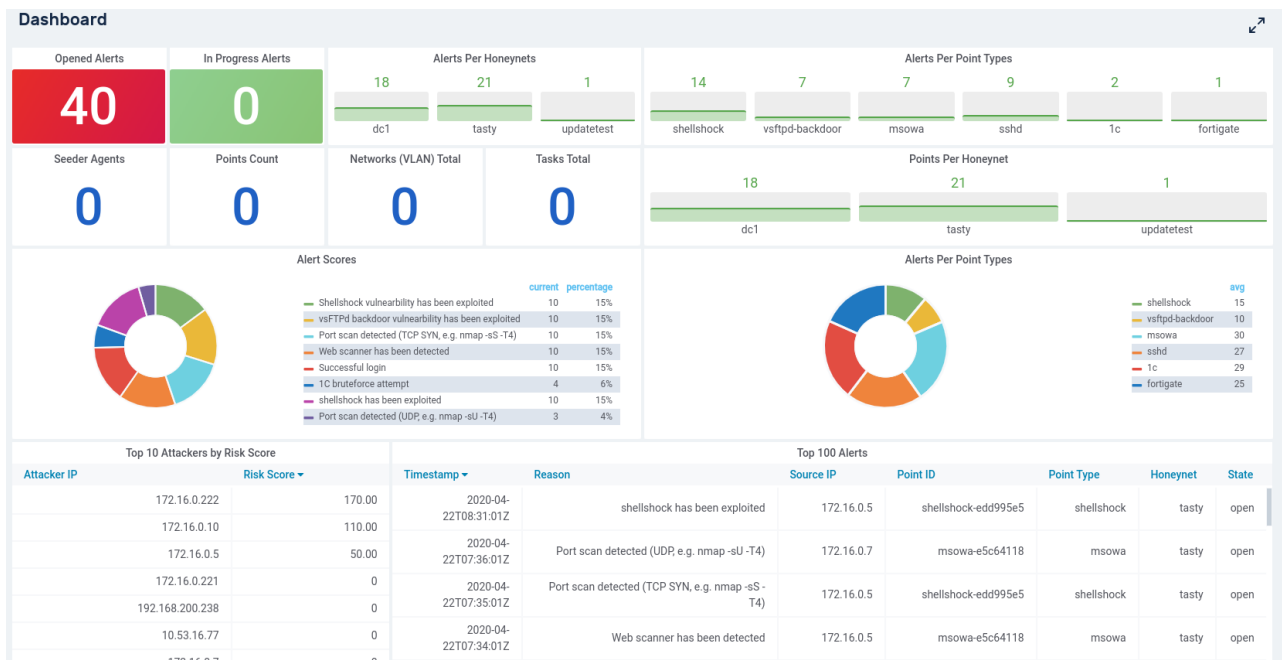 Dashboard
Opened Alerts
40
In Progress Alerts
0
Alerts Per Honeynets
18 21 1
dc1 tasty updatetest
Alerts Per Point Types
14 7 7 9 2 1
shellshock vsftpd-backdoor msowa sshd 1c fortigate
Seeder Agents
0
Points Count
0
Networks (VLAN) Total
0
Tasks Total
0
Points Per Honeynet
18 21 1
dc1 tasty updatetest
Alert Scores
current percentage
Shellshock vulnearbility has been exploited 10 15%
vsFTPd backdoor vulnearbility has been exploited 10 15%
Port scan detected (TCP SYN, e.g. nmap -sS -T4) 10 15%
Web scanner has been detected 10 15%
Successful login 10 15%
1C bruteforce attempt 4 6%
shellshock has been exploited 10 15%
Port scan detected (UDP, e.g. nmap -sU -T4) 3 4%
Alerts Per Point Types
avg
shellshock 15
vsftpd-backdoor 10
msowa 30
sshd 27
1c 29
fortigate 25
Top 10 Attackers by Risk Score
Attacker IP Risk Score
172.16.0.222 170.00
172.16.0.10 110.00
172.16.0.5 50.00
172.16.0.221 0
192.168.200.238 0
10.53.16.77 0
Top 100 Alerts
Timestamp Reason Source IP Point ID Point Type Honeynet State
2020-04-
22T08:31:01Z shellshock has been exploited 172.16.0.5 shellshock-edd995e5 shellshock tasty open
2020-04-
22T07:36:01Z Port scan detected (UDP, e.g. nmap -sU -T4) 172.16.0.7 msowa-e5c64118 msowa tasty open
2020-04- Port scan detected (TCP SYN, e.g. nmap -sS -
22T07:35:01Z T4) 172.16.0.5 shellshock-edd995e5 shellshock tasty open
2020-04-
22T07:34:01Z Web scanner has been detected 172.16.0.5 msowa-e5c64118 msowa tasty open